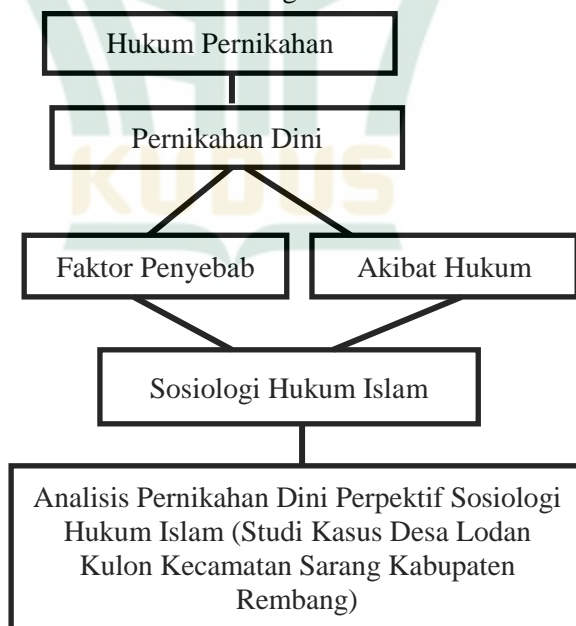 Hukum Pernikahan
Pernikahan Dini
KUDUS
Faktor Penyebab
Akibat Hukum
Sosiologi Hukum Islam
Analisis Pernikahan Dini Perpektif Sosiologi
Hukum Islam (Studi Kasus Desa Lodan
Kulon Kecamatan Sarang Kabupaten
Rembang)